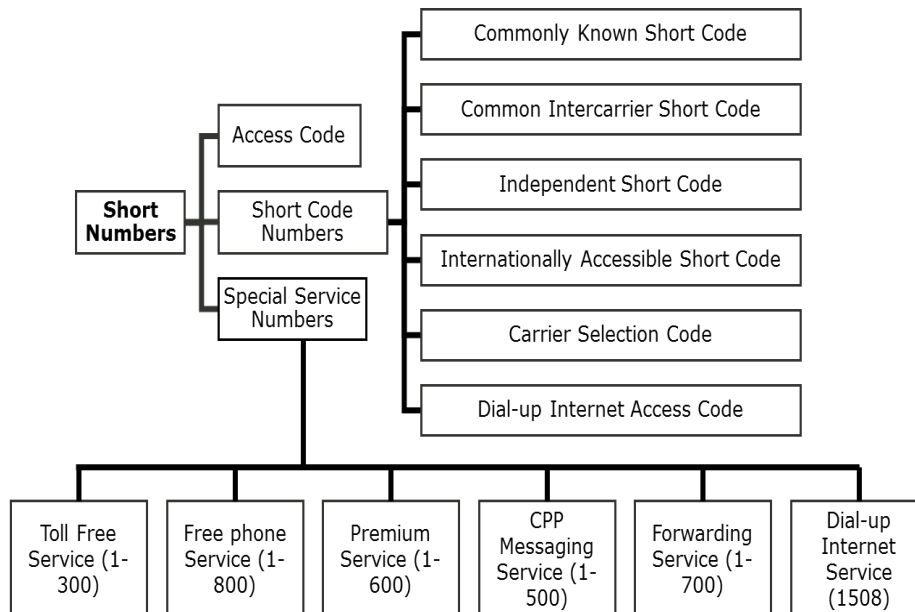 Short
Numbers
Access Code
Short Code
Numbers
Special Service
Numbers
Commonly Known Short Code
Common Intercarrier Short Code
Independent Short Code
Internationally Accessible Short Code
Carrier Selection Code
Dial-up Internet Access Code
Toll Free
Service (1-
300)
Free phone
Service (1-
800)
Premium
Service (1-
600)
CPP
Messaging
Service (1-
500)
Forwarding
Service (1-
700)
Dial-up
Internet
Service
(1508)